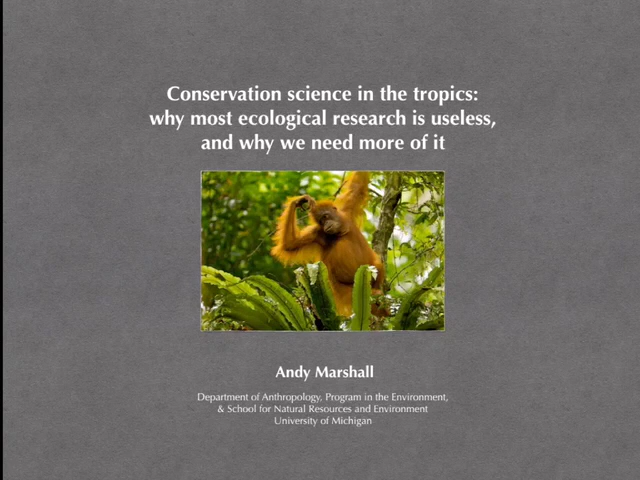 Conservation science in the tropics:
why most ecological research is useless,
and why we need more of it
Andy Marshall
Department of Anthropology, Program in the Environment,
& School for Natural Resources and Environment
University of Michigan